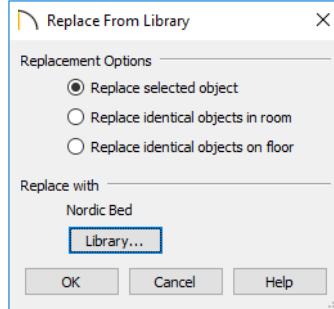 Replace From Library
Replacement Options
Replace selected object
Replace identical objects in room
Replace identical objects on floor
Replace with
Nordic Bed
Library...
OK Cancel Help